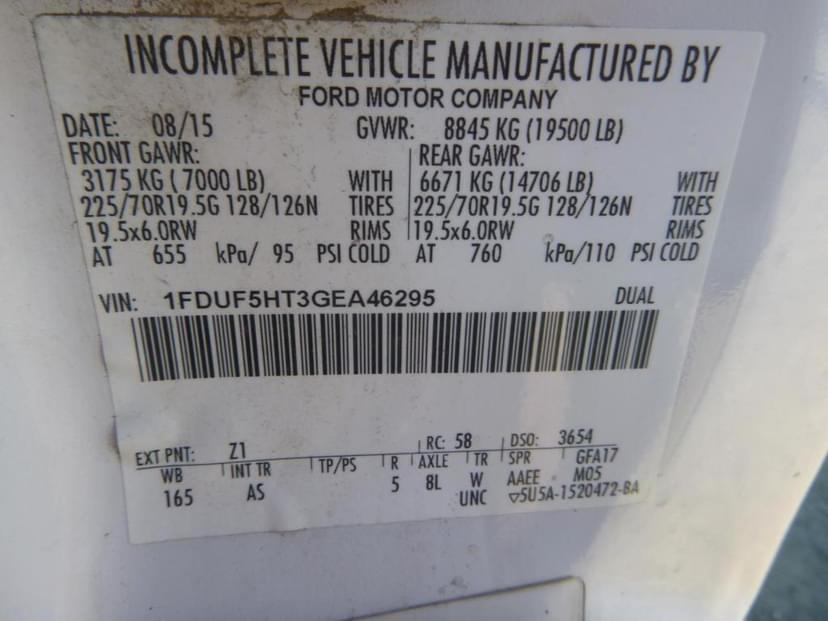 INCOMPLETE VEHICLE MANUFACTURED BY
FORD MOTOR COMPANY
DATE: 08/15 GVWR: 8845 KG (19500 LB)
FRONT GAWR: REAR GAWR:
3175 KG ( 7000 LB) WITH 6671 KG (14706 LB) WITH
225/70R19.5G 128/126N TIRES 225/70R19.5G 128/126N TIRES
19.5x6.0RW RIMS 19.5x6.0RW RIMS
AT 655 kPa/ 95 PSI COLD AT 760 kPa/110 PSI COLD
VIN: 1FDUF5HT3GEA46295 DUAL
EXT PNT: Z1 RC: 58 DSO: 3654
WB INT TR TP/PS R AXLE TR SPR GFA17
165 AS 5 8L W AAEE M05
UNC ▽5U5A-1520472-BA